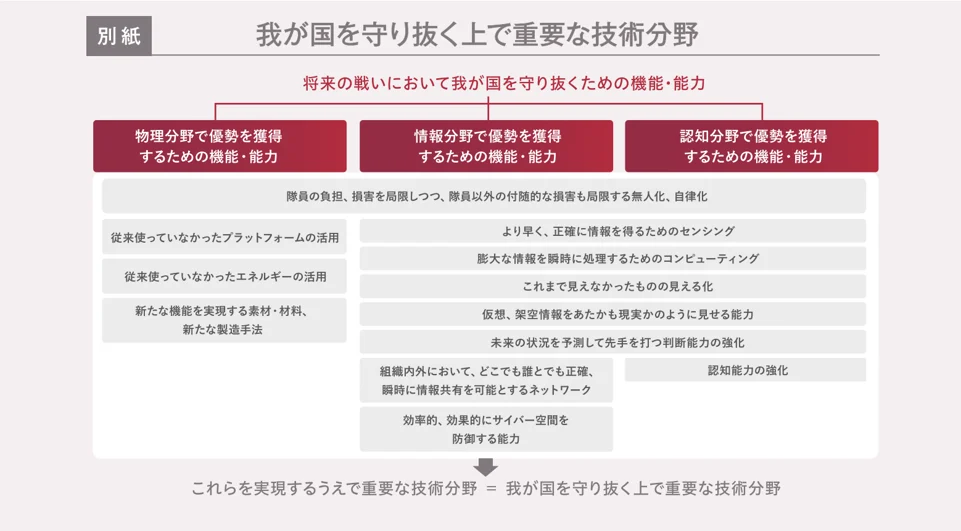 別紙
我が国を守り抜く上で重要な技術分野
将来の戦いにおいて我が国を守り抜くための機能・能力
物理分野で優勢を獲得
するための機能・能力
情報分野で優勢を獲得
するための機能・能力
認知分野で優勢を獲得
するための機能・能力
隊員の負担、損害を局限しつつ、隊員以外の付随的な損害も局限する無人化、自律化
従来使っていなかったプラットフォームの活用
従来使っていなかったエネルギーの活用
新たな機能を実現する素材・材料、
新たな製造手法
より早く、正確に情報を得るためのセンシング
膨大な情報を瞬時に処理するためのコンピューティング
これまで見えなかったものの見える化
仮想、架空情報をあたかも現実かのように見せる能力
未来の状況を予測して先手を打つ判断能力の強化
組織内外において、どこでも誰とでも正確、
瞬時に情報共有を可能とするネットワーク
認知能力の強化
効率的、効果的にサイバー空間を
防御する能力
これらを実現するうえで重要な技術分野 = 我が国を守り抜く上で重要な技術分野